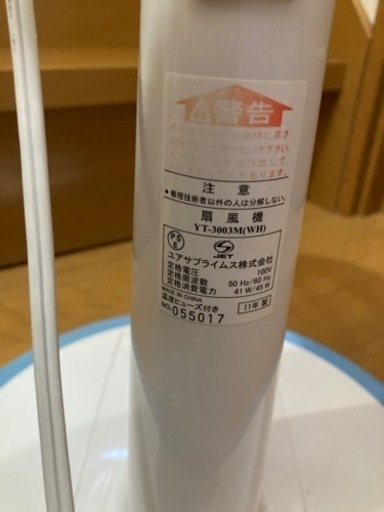 警告
注意
●修理技術者以外の人は分解しない。
扇風機
YT-3003M(WH)
PS
E
JET
ユアサプライムス株式会社
定格電圧 100V
定格周波数 50 Hz/60 Hz
定格消費電力 41 W/45 W
MADE IN CHINA
温度ヒューズ付き 11年製
NO. 055017